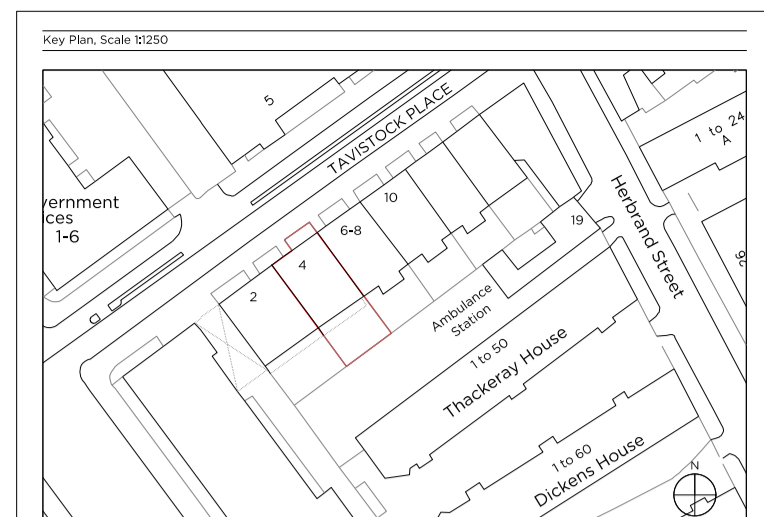 Key Plan, Scale 1:1250
5
TAVISTOCK PLACE
1 to 24
A
vernment
ces
1-6
10
6-8
4
2
19
Herbrand Street
26
Ambulance
Station
1 to 50
Thackeray House
1 to 60
Dickens House
N